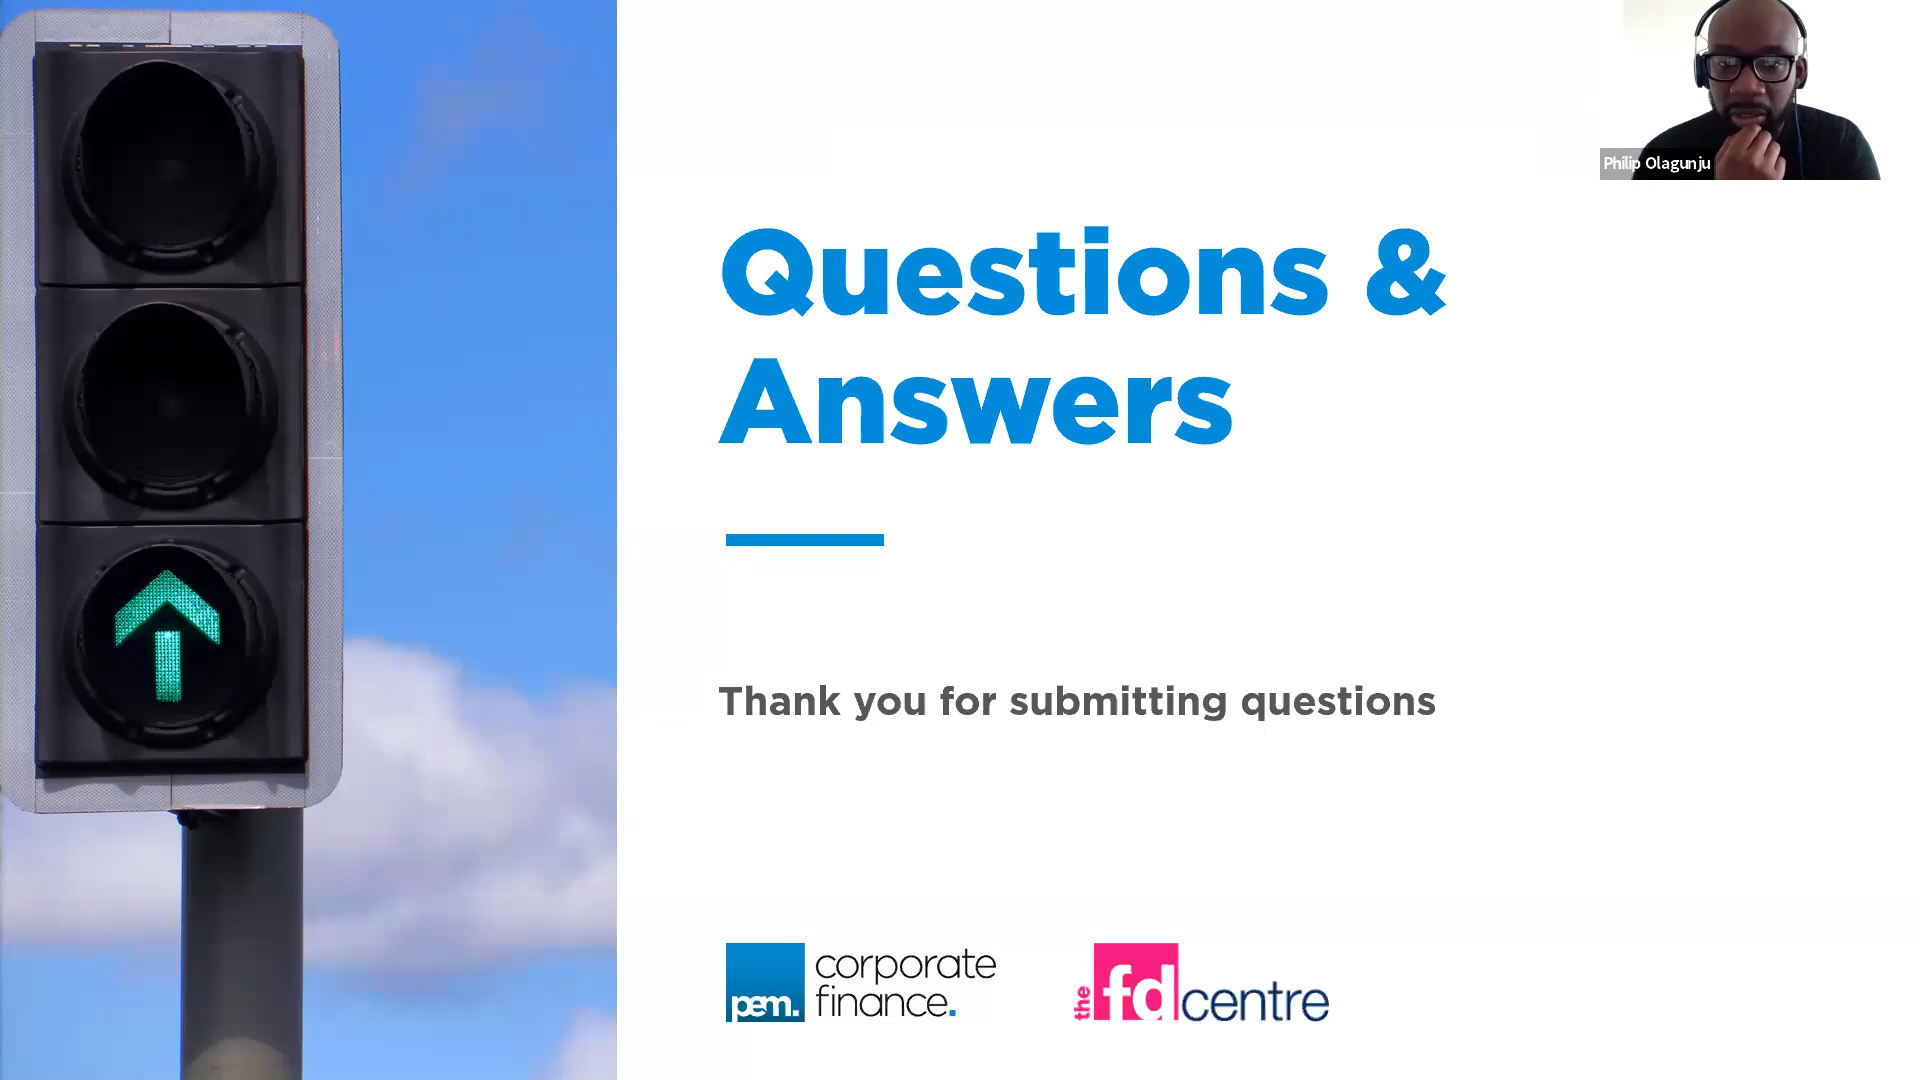 Philip Olagunju
Questions &
Answers
Thank you for submitting questions
pem. corporate
finance.
the fd centre